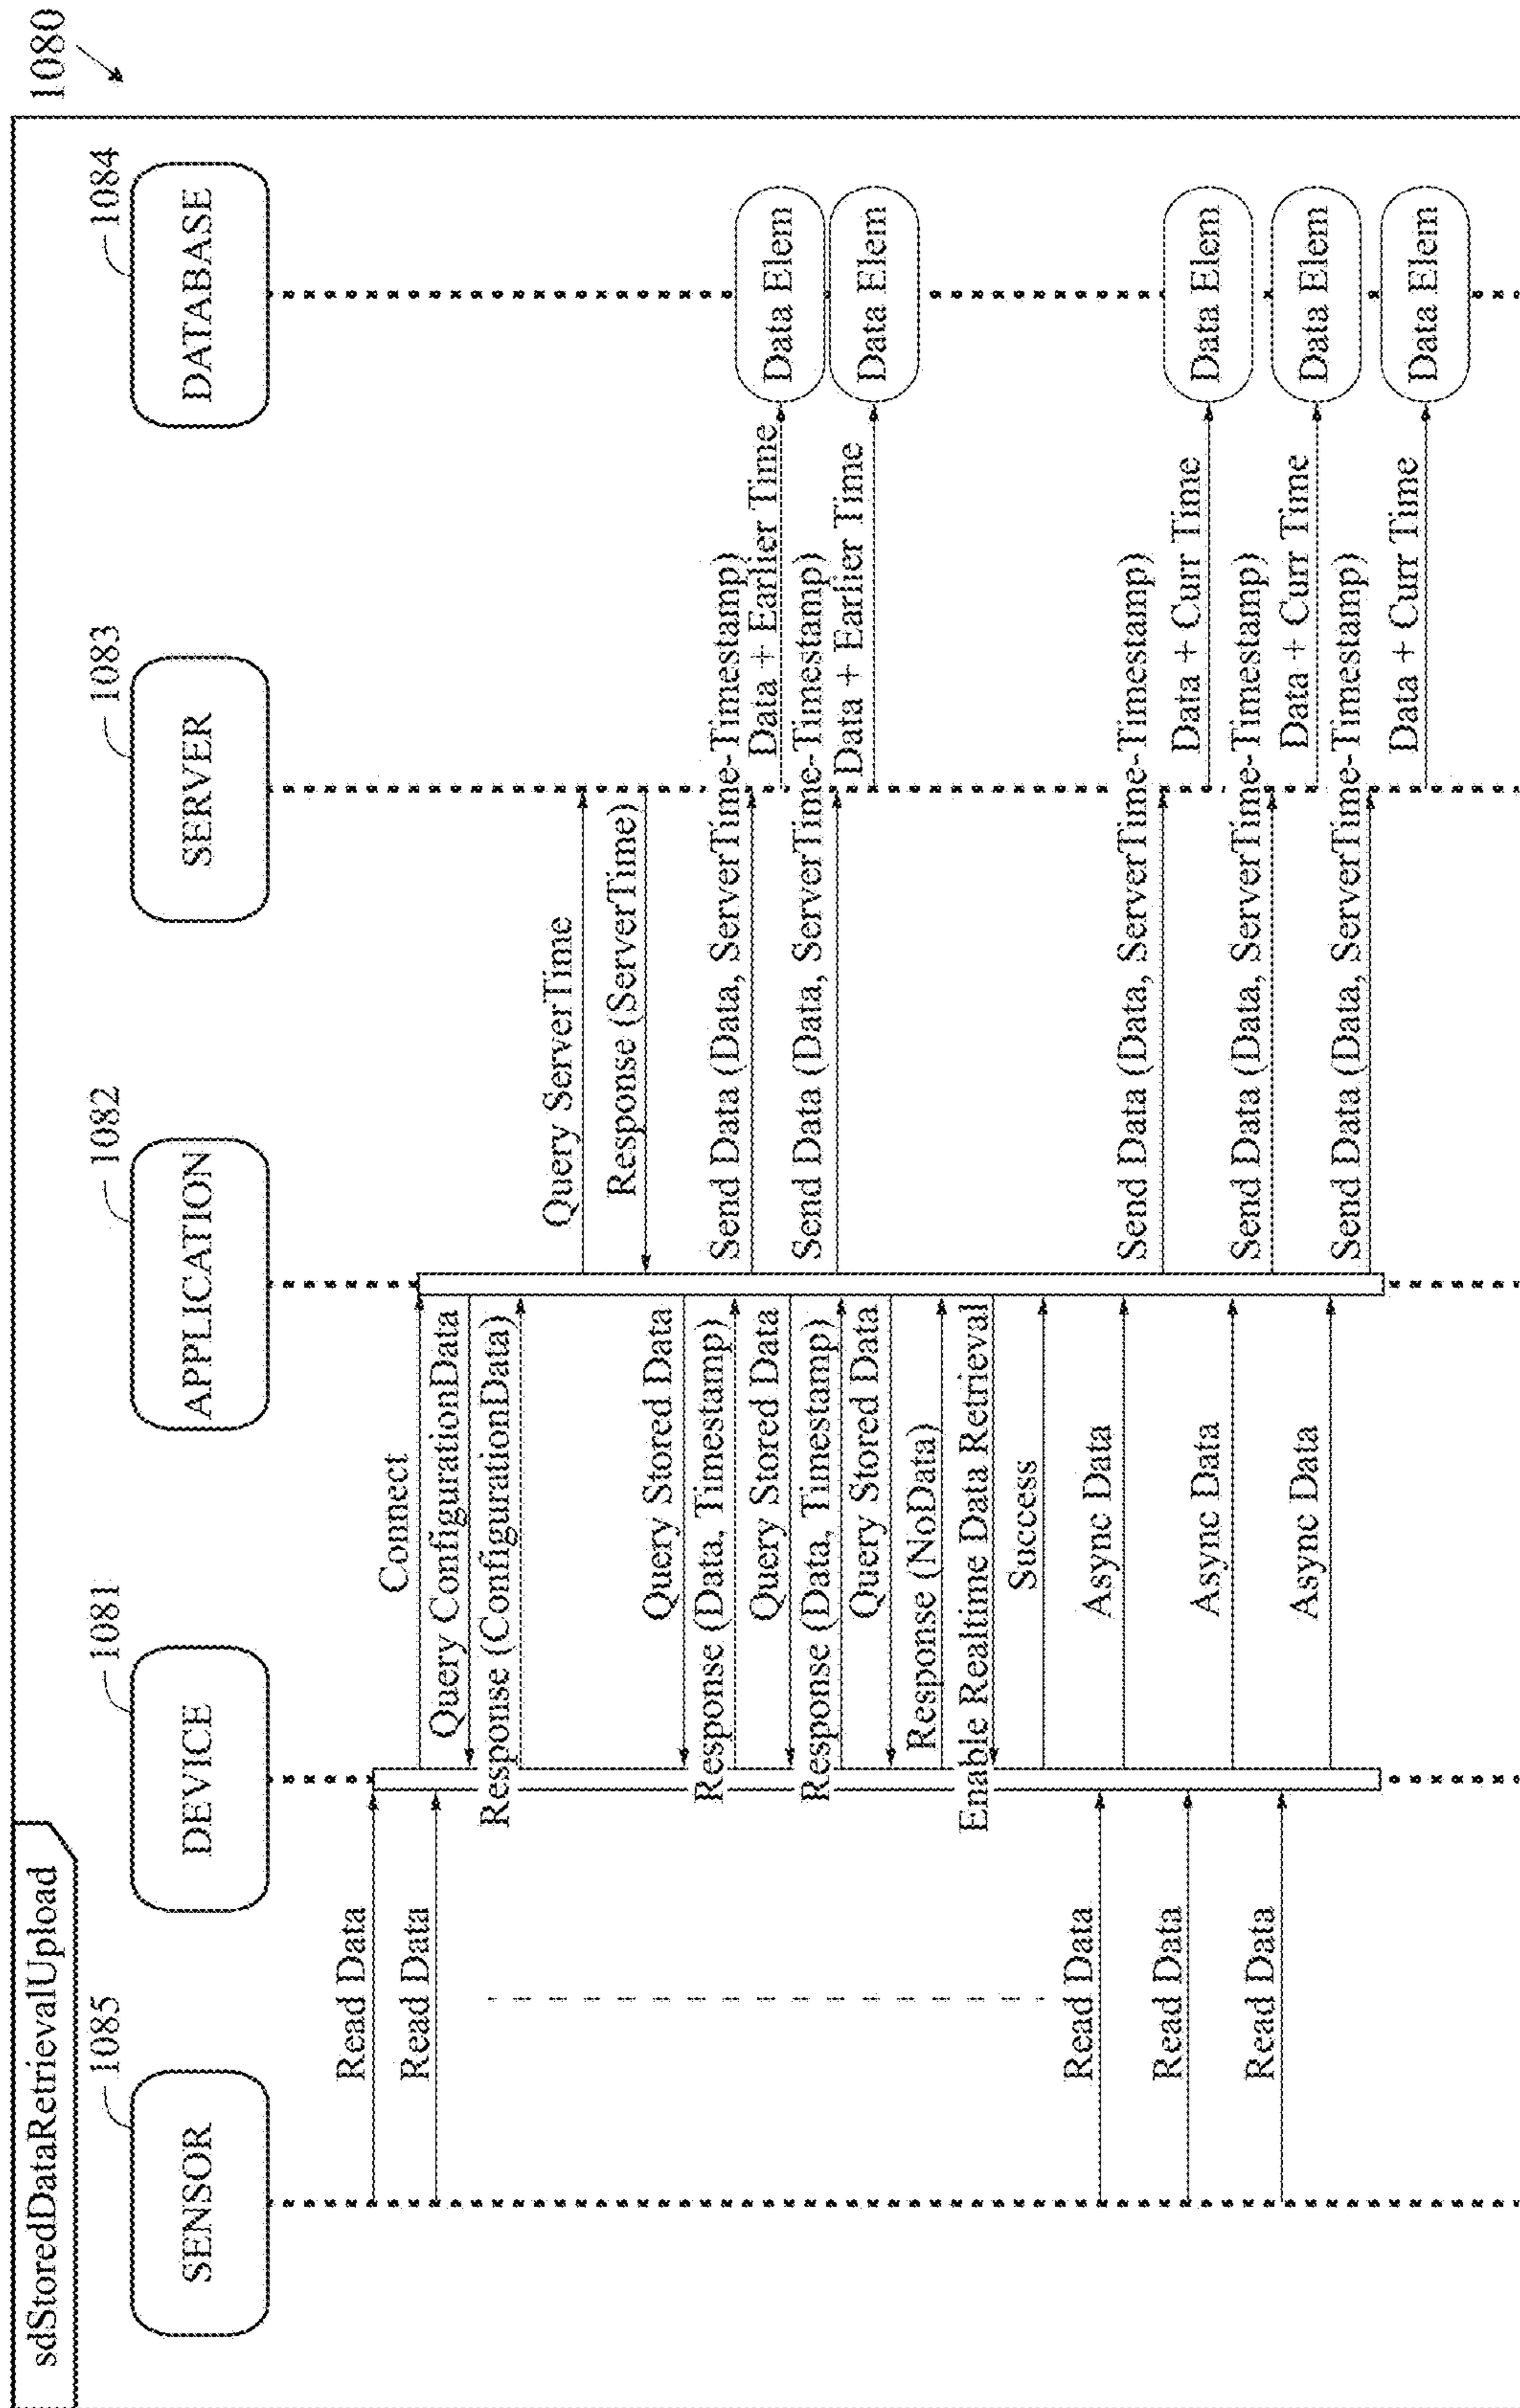 1080
sdStoredDataRetrievalUpload
1085
1081
1082
1083
1084
SENSOR
DEVICE
APPLICATION
SERVER
DATABASE
Read Data
Connect
Read Data
Query ConfigurationData
Response (ConfigurationData)
Query ServerTime
Response (ServerTime)
Query Stored Data
Response (Data, Timestamp)
Send Data (Data, ServerTime-Timestamp)
Data + Earlier Time
Data Elem
Query Stored Data
Response (Data, Timestamp)
Send Data (Data, ServerTime-Timestamp)
Data + Earlier Time
Data Elem
Query Stored Data
Response (NoData)
Enable Realtime Data Retrieval
Success
Read Data
Async Data
Send Data (Data, ServerTime-Timestamp)
Data + Curr Time
Data Elem
Read Data
Async Data
Send Data (Data, ServerTime-Timestamp)
Data + Curr Time
Data Elem
Read Data
Async Data
Send Data (Data, ServerTime-Timestamp)
Data + Curr Time
Data Elem